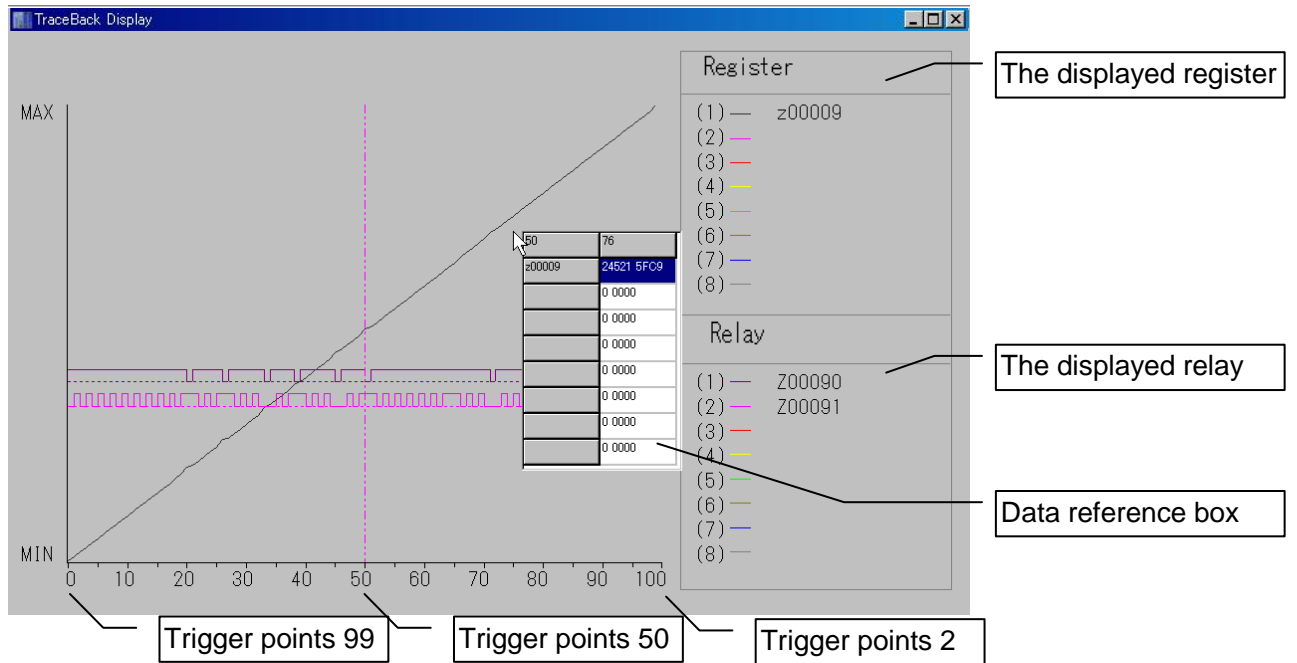 TraceBack Display
Register
The displayed register
MAX
(1) z00009
(2)
(3)
(4)
(5)
(6)
(7)
(8)
50 76
z00009 24521 5FC9
0 0000
0 0000
0 0000
0 0000
0 0000
0 0000
0 0000
Relay
The displayed relay
(1) Z00090
(2) Z00091
(3)
(4)
(5)
(6)
(7)
(8)
Data reference box
MIN
0 10 20 30 40 50 60 70 80 90 100
Trigger points 99
Trigger points 50
Trigger points 2